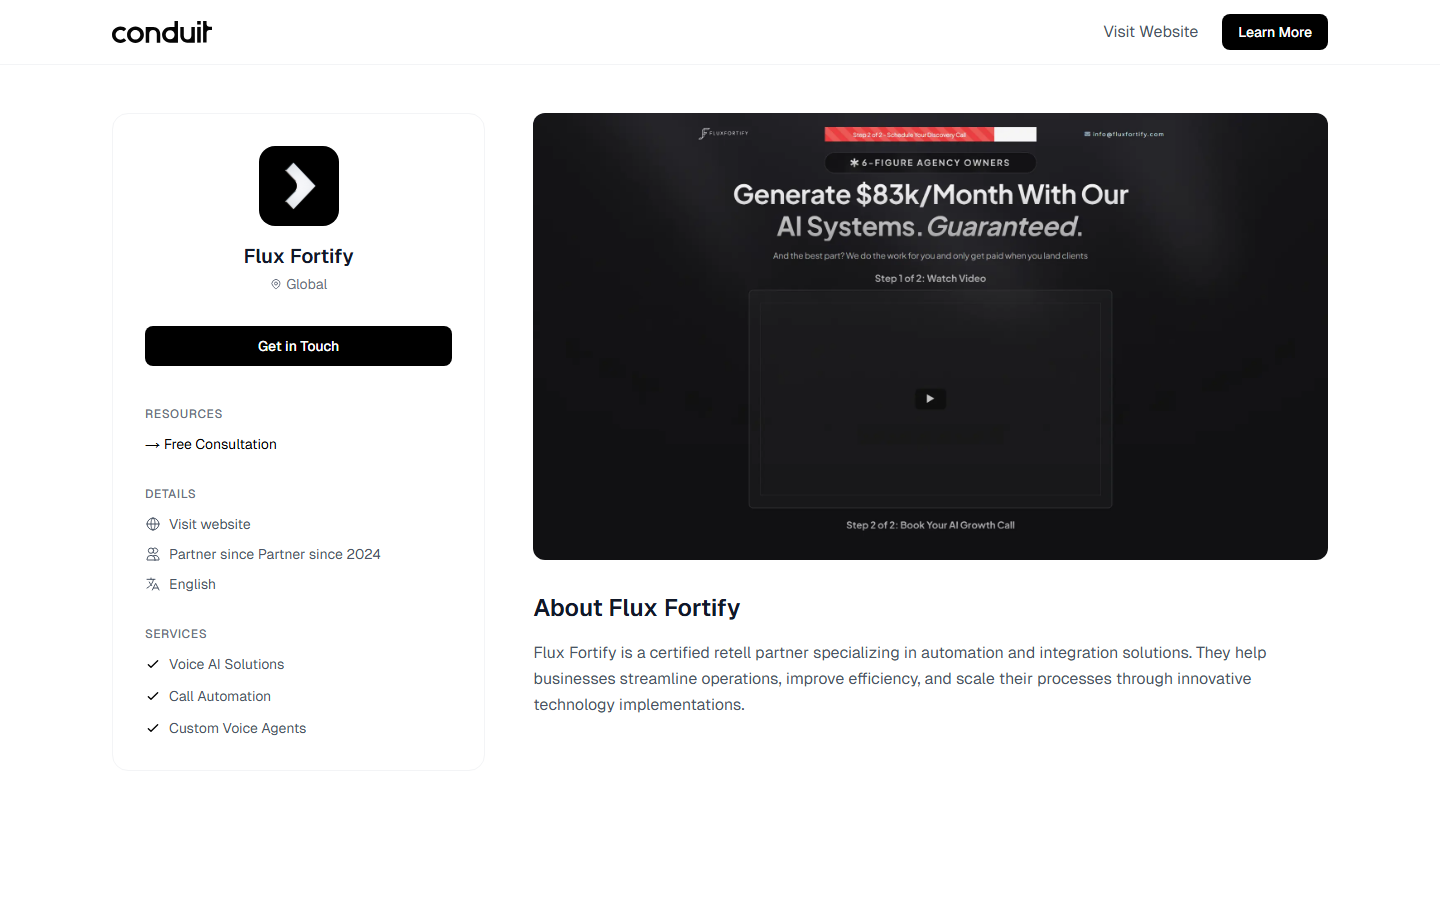 conduit
Visit Website
Learn More
Flux Fortify
Global
Get in Touch
RESOURCES
→ Free Consultation
DETAILS
Visit website
Partner since Partner since 2024
English
SERVICES
Voice AI Solutions
Call Automation
Custom Voice Agents
FLUXFORTIFY
Step 2 of 3 - Schedule Your Discovery Call
info@fluxfortify.com
6-FIGURE AGENCY OWNERS
Generate $83k/Month With Our
AI Systems. Guaranteed.
And the best part? We do the work for you and only get paid when you land clients
Step 1 of 2: Watch Video
Step 2 of 2: Book Your AI Growth Call
About Flux Fortify
Flux Fortify is a certified retell partner specializing in automation and integration solutions. They help
businesses streamline operations, improve efficiency, and scale their processes through innovative
technology implementations.